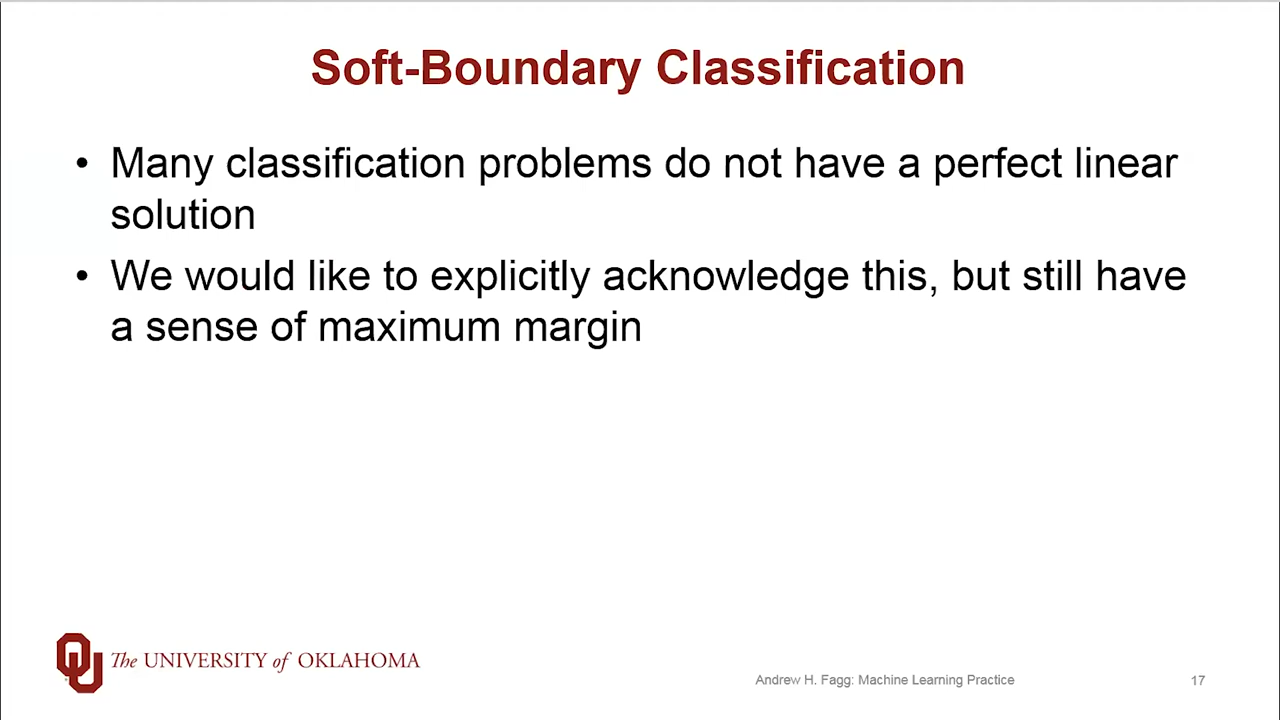 Soft-Boundary Classification
• Many classification problems do not have a perfect linear
solution
• We would like to explicitly acknowledge this, but still have
a sense of maximum margin
OU The UNIVERSITY of OKLAHOMA
Andrew H. Fagg: Machine Learning Practice
17